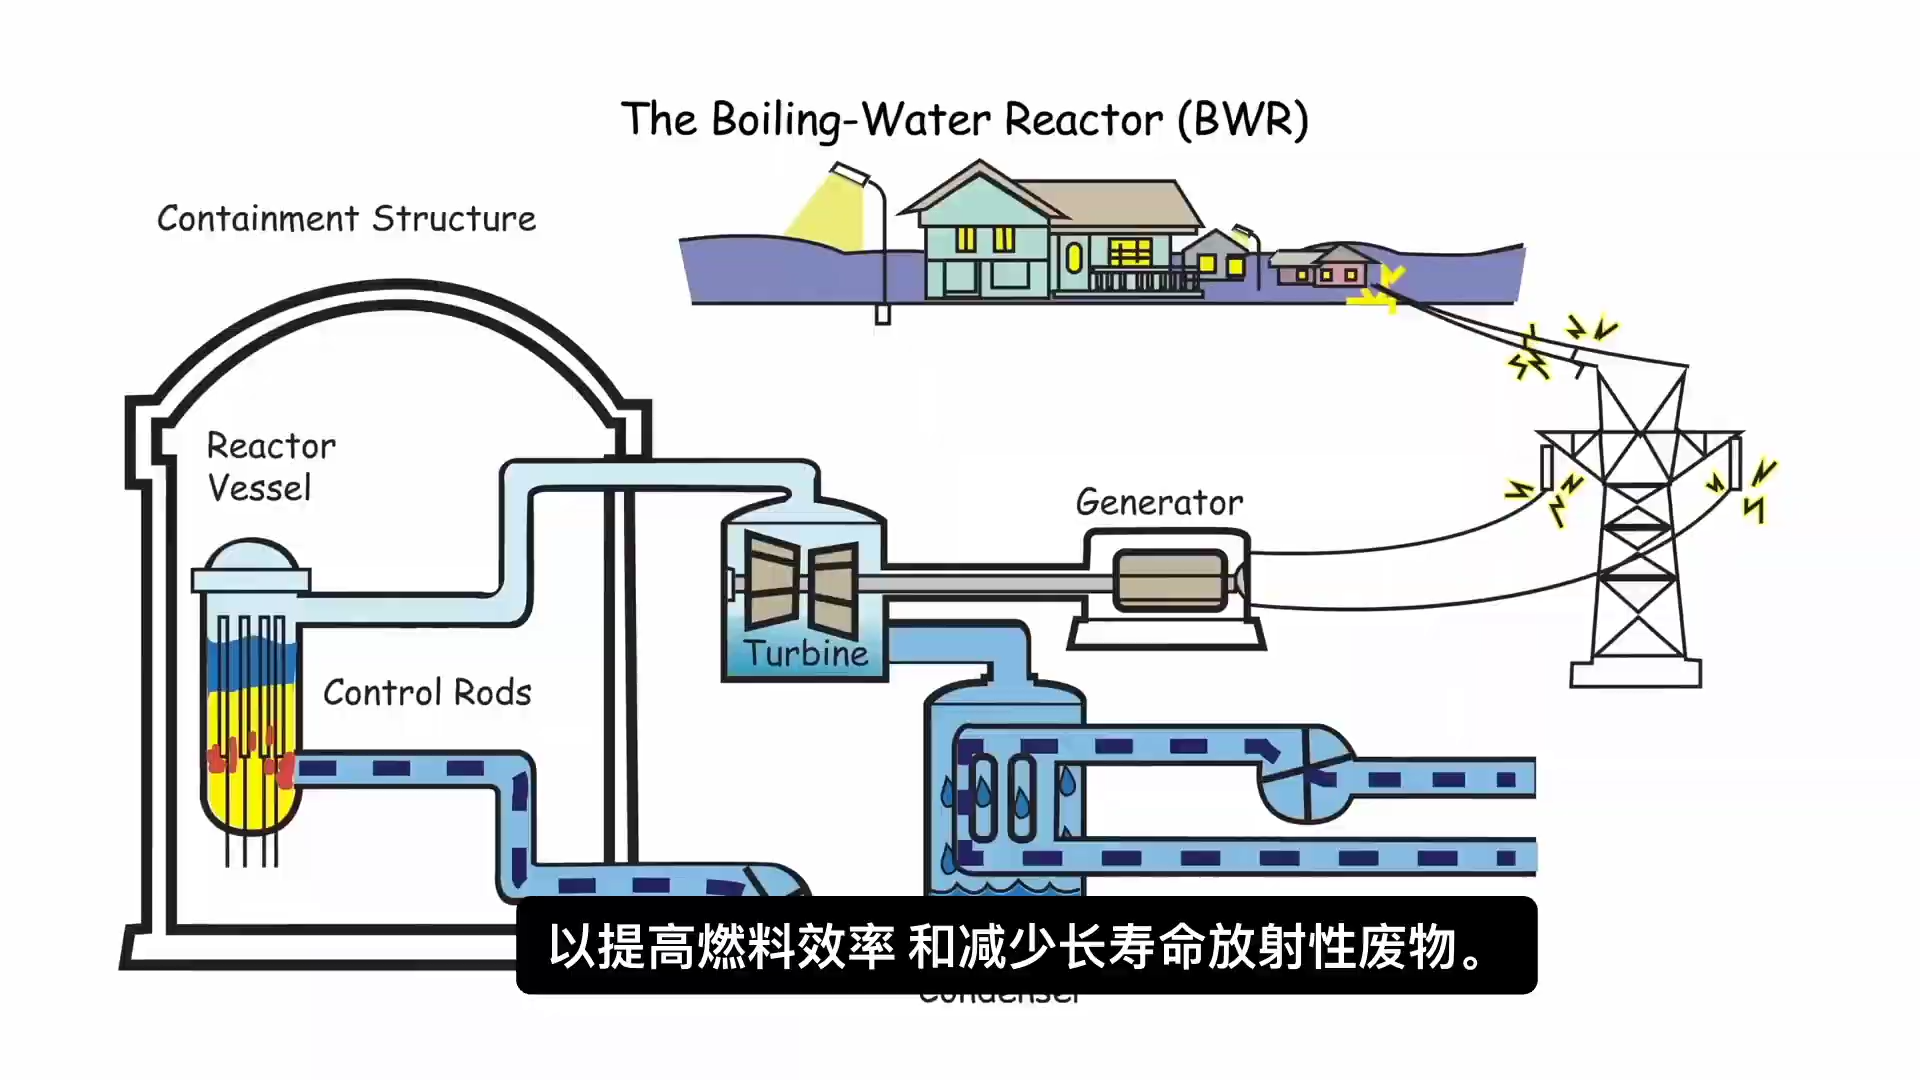 The Boiling-Water Reactor (BWR)
Containment Structure
Reactor
Vessel
Generator
Turbine
Control Rods
以提高燃料效率 和减少长寿命放射性废物。
Condenser